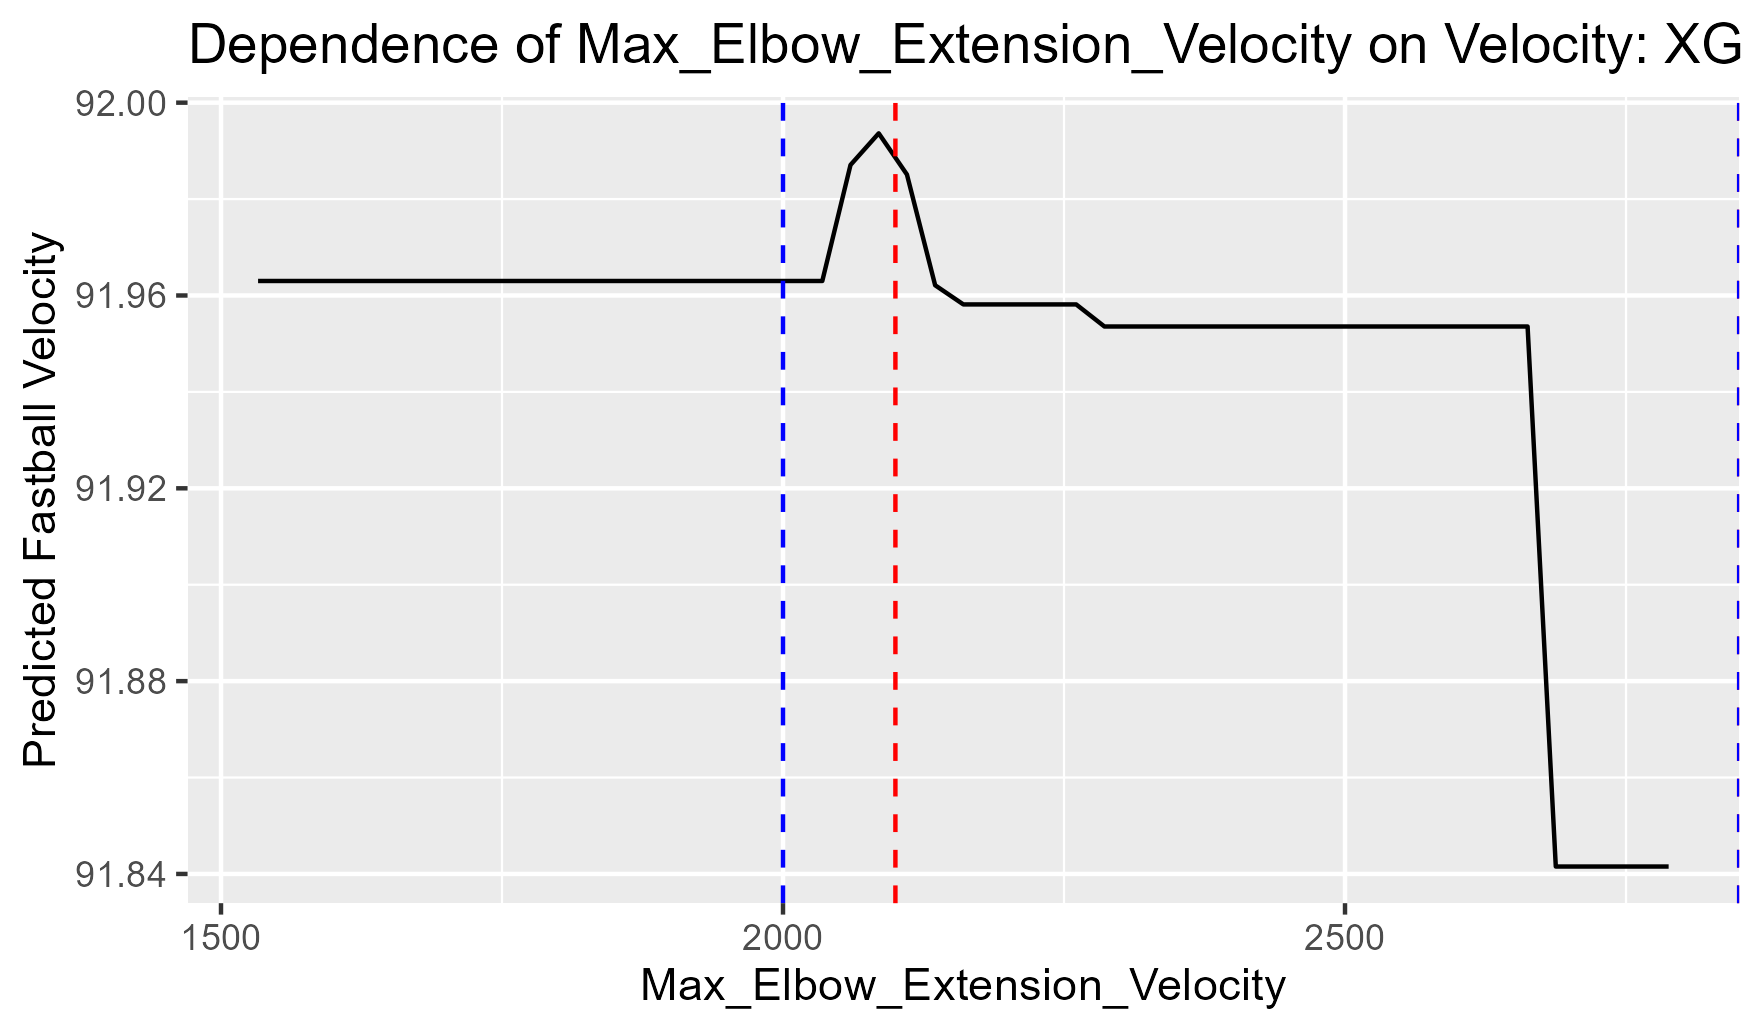 Dependence of Max_Elbow_Extension_Velocity on Velocity: XG
92.00
91.96
91.92
91.88
91.84
Predicted Fastball Velocity
1500
2000
2500
Max_Elbow_Extension_Velocity